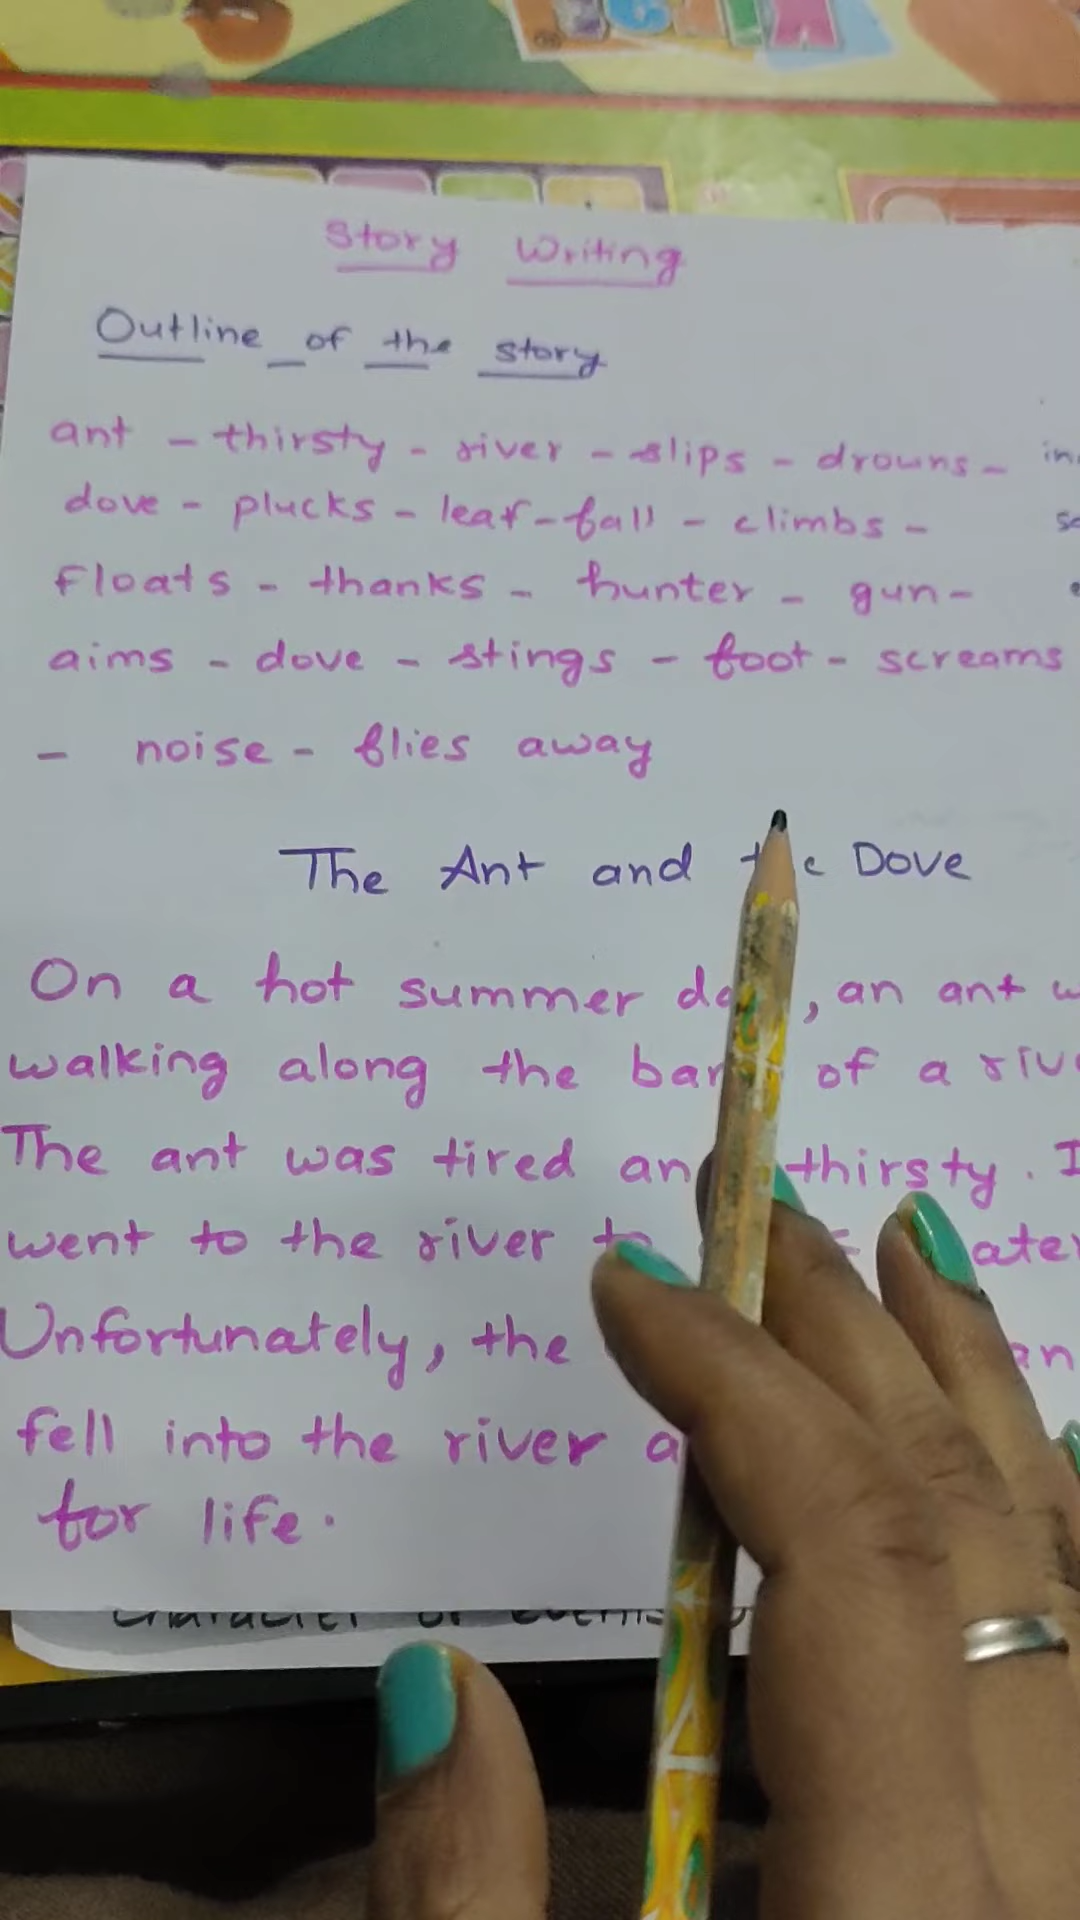 Story Writing
Outline of the story
ant - thirsty - river - slips - drowns -
dove - plucks - leaf - fall - climbs -
Floats - thanks - hunter - gun -
aims - dove - stings - foot - screams
- noise - flies away
The Ant and the Dove
On a hot summer day, an ant
walking along the of a
The ant was tired thirsty.
went to the river to
Unfortunately, the
fell into the river
for life.